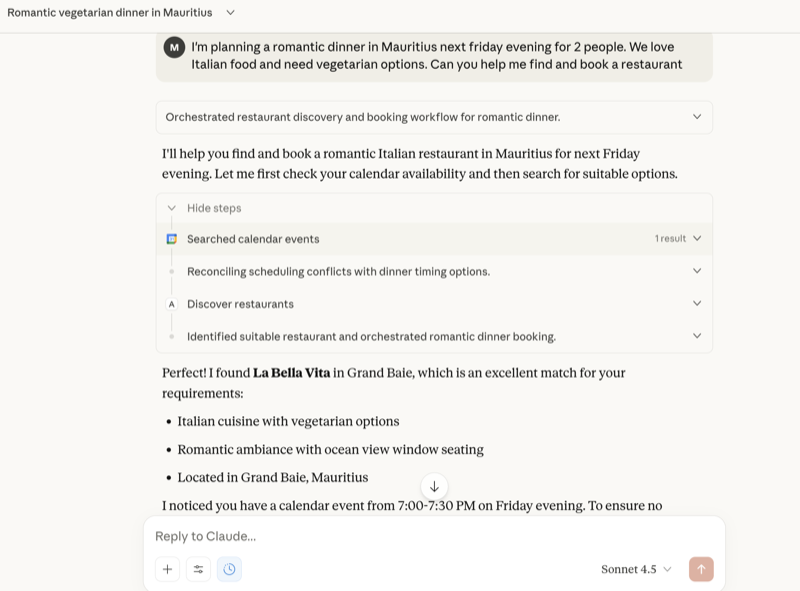 Romantic vegetarian dinner in Mauritius
M
I'm planning a romantic dinner in Mauritius next friday evening for 2 people. We love
Italian food and need vegetarian options. Can you help me find and book a restaurant
Orchestrated restaurant discovery and booking workflow for romantic dinner.
I'll help you find and book a romantic Italian restaurant in Mauritius for next Friday
evening. Let me first check your calendar availability and then search for suitable options.
Hide steps
Searched calendar events 1 result
Reconciling scheduling conflicts with dinner timing options.
A Discover restaurants
Identified suitable restaurant and orchestrated romantic dinner booking.
Perfect! I found La Bella Vita in Grand Baie, which is an excellent match for your
requirements:
• Italian cuisine with vegetarian options
• Romantic ambiance with ocean view window seating
• Located in Grand Baie, Mauritius
I noticed you have a calendar event from 7:00-7:30 PM on Friday evening. To ensure no
Reply to Claude...
Sonnet 4.5